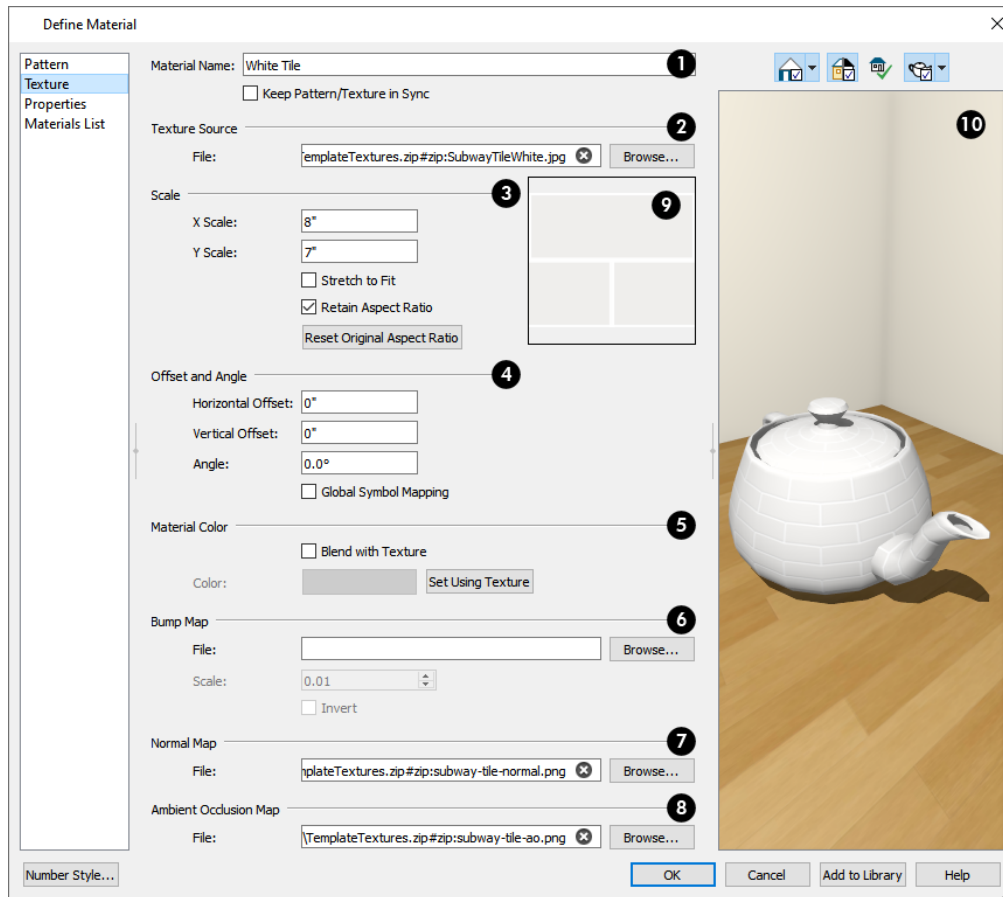 Define Material
Pattern
Texture
Properties
Materials List
Material Name: White Tile 1
Keep Pattern/Texture in Sync
Texture Source 2
File: TemplateTextures.zip#zip:SubwayTileWhite.jpg Browse...
Scale 3
X Scale: 8"
Y Scale: 7"
Stretch to Fit
Retain Aspect Ratio
Reset Original Aspect Ratio
9
Offset and Angle 4
Horizontal Offset: 0"
Vertical Offset: 0"
Angle: 0.0°
Global Symbol Mapping
Material Color 5
Blend with Texture
Color: Set Using Texture
Bump Map 6
File: Browse...
Scale: 0.01
Invert
Normal Map 7
File: nplateTextures.zip#zip:subway-tile-normal.png Browse...
Ambient Occlusion Map 8
File: \TemplateTextures.zip#zip:subway-tile-ao.png Browse...
10
Number Style... OK Cancel Add to Library Help